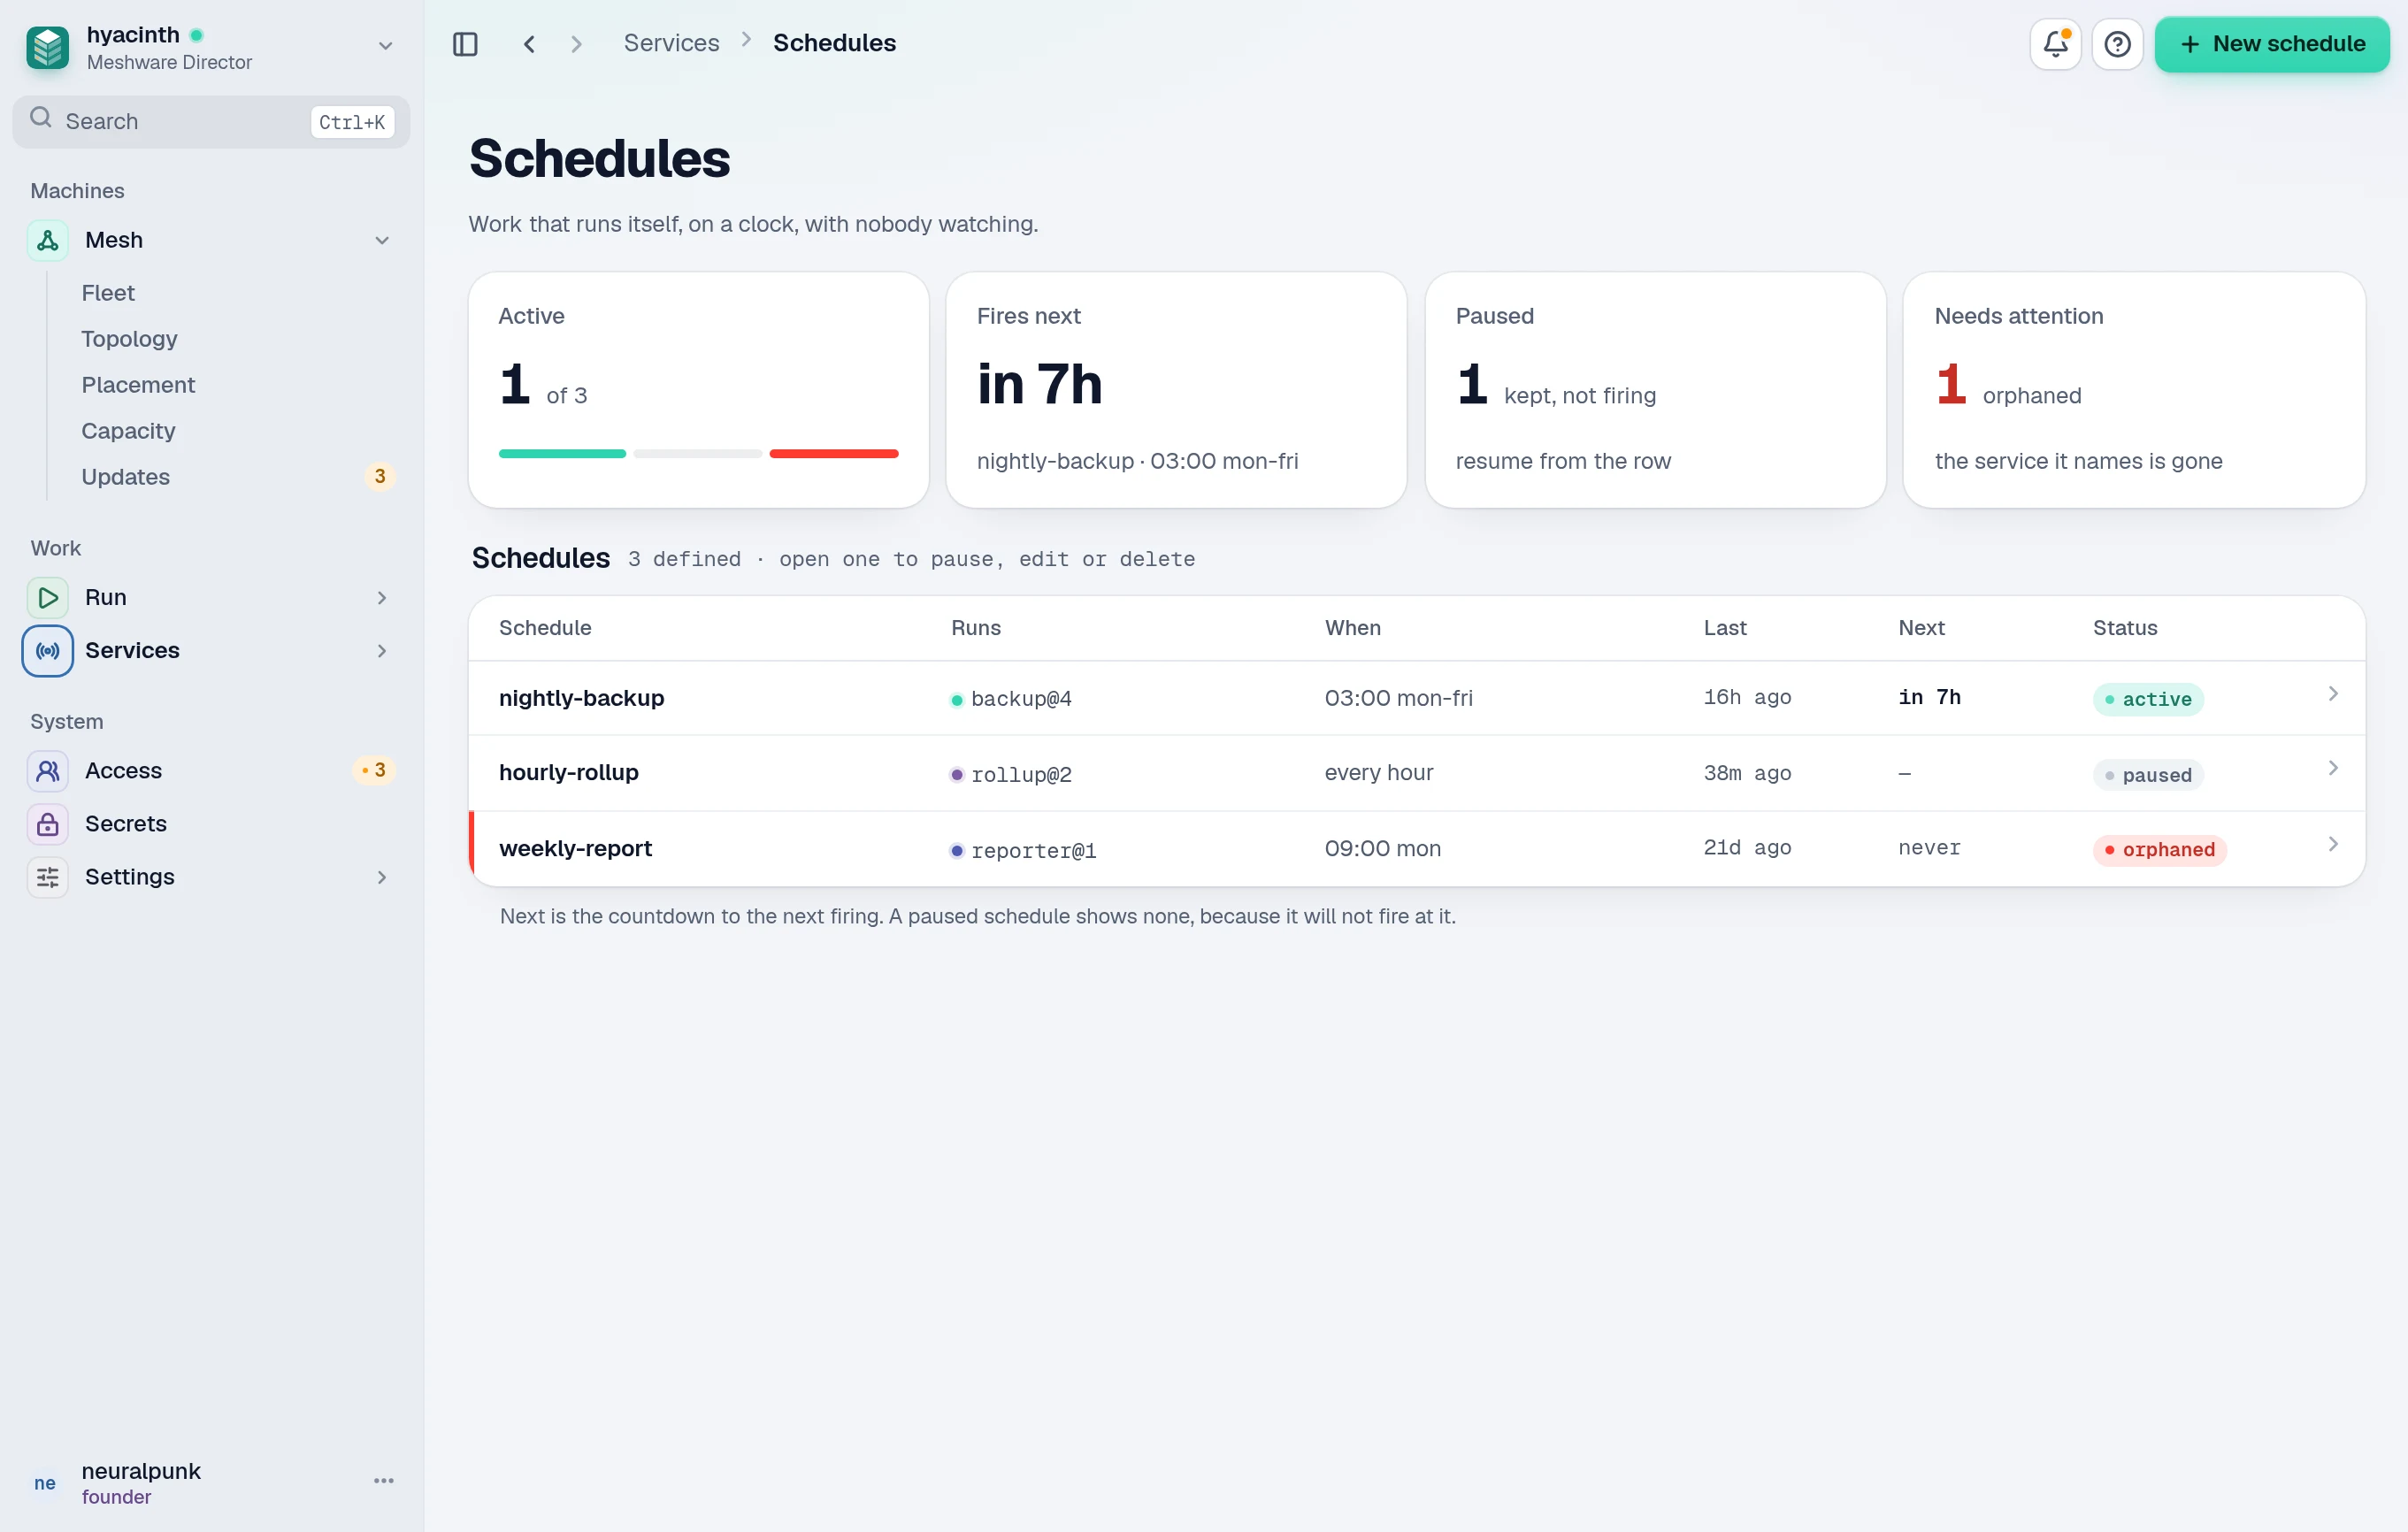 hyacinth
Meshware Director
Search Ctrl+K
Machines
Mesh
Fleet
Topology
Placement
Capacity
Updates 3
Work
Run
Services
System
Access 3
Secrets
Settings
ne
neuralpunk
founder
Services Schedules
New schedule
Schedules
Work that runs itself, on a clock, with nobody watching.
Active
1 of 3
Fires next
in 7h
nightly-backup · 03:00 mon-fri
Paused
1 kept, not firing
resume from the row
Needs attention
1 orphaned
the service it names is gone
Schedules 3 defined · open one to pause, edit or delete
Schedule Runs When Last Next Status
nightly-backup backup@4 03:00 mon-fri 16h ago in 7h active
hourly-rollup rollup@2 every hour 38m ago — paused
weekly-report reporter@1 09:00 mon 21d ago never orphaned
Next is the countdown to the next firing. A paused schedule shows none, because it will not fire at it.